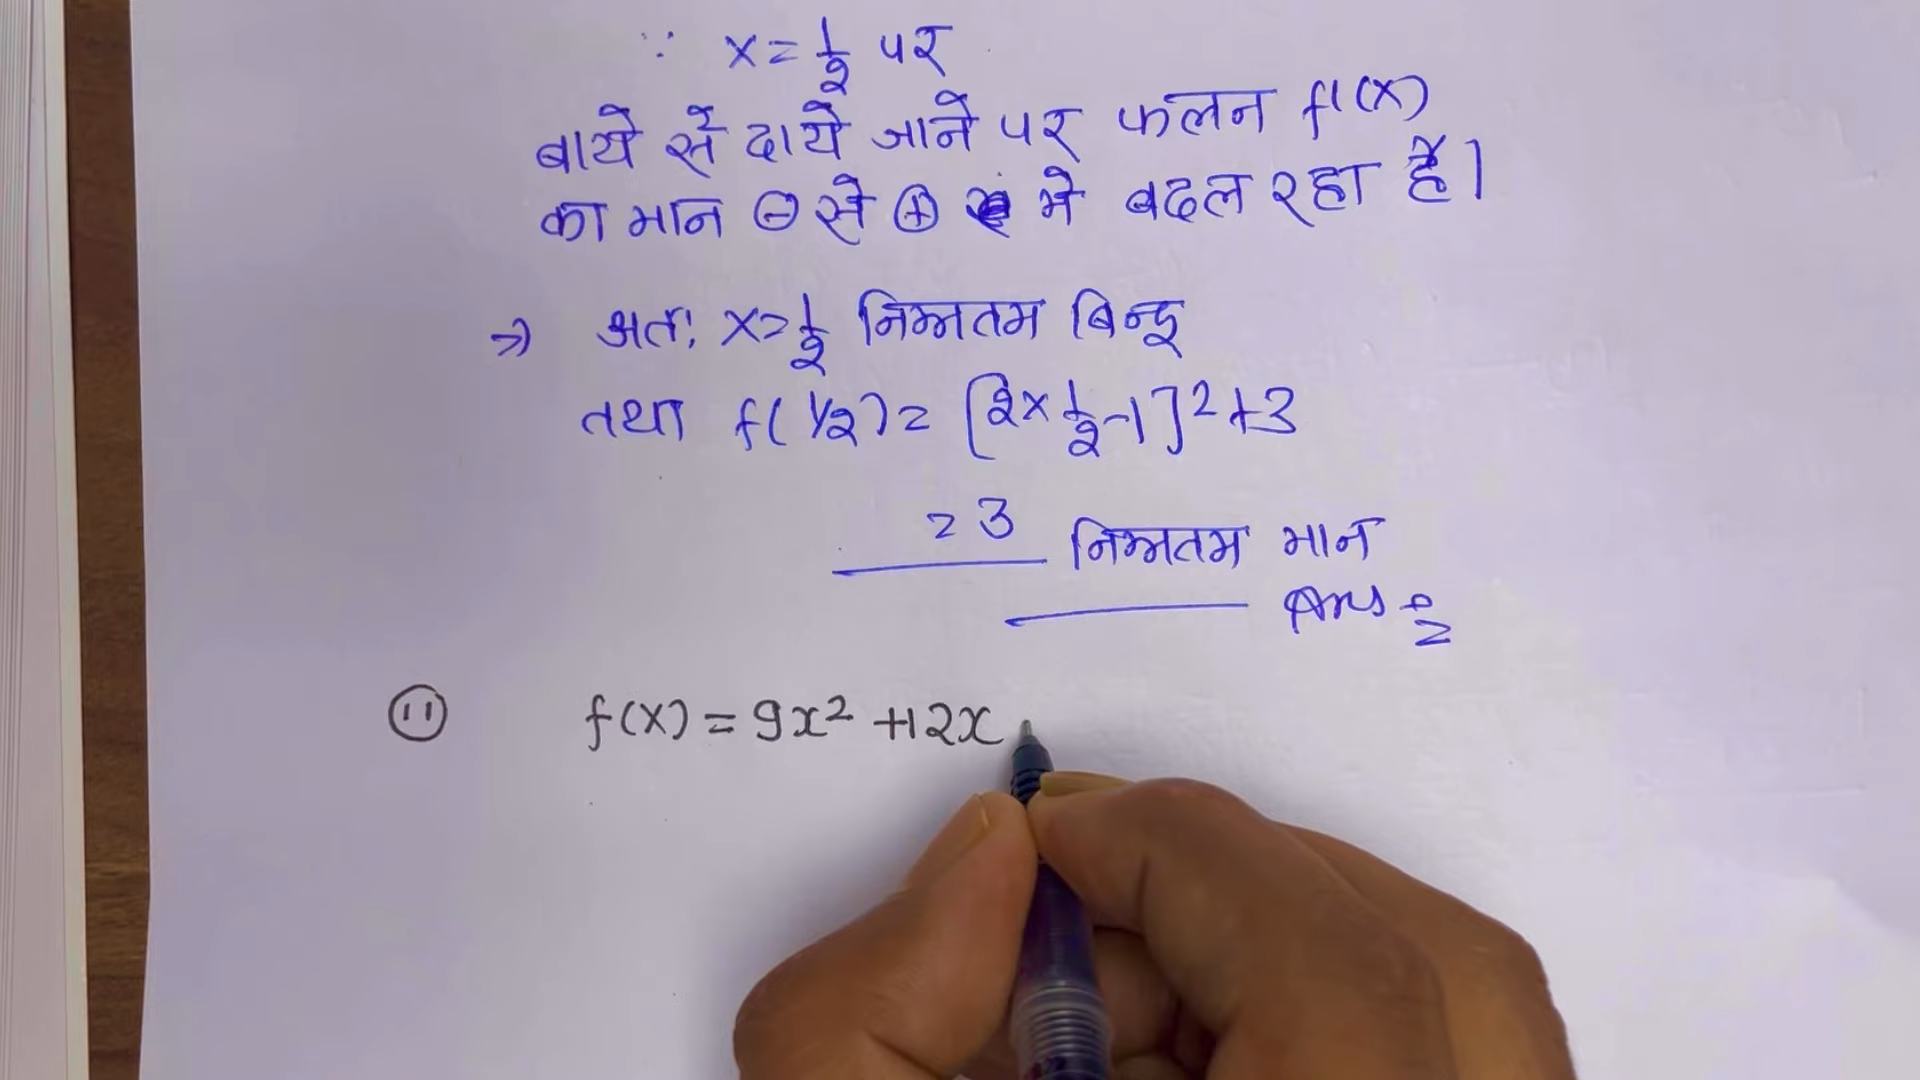 ∵ x = 1/2 पर
बाये सें दाये जाने पर फलन f'(x)
का मान ⊖ से ⊕ मे बदल रहा हैं।
⇒ अतः x = 1/2 निम्नतम बिन्दू
तथा f(1/2) = [2 × 1/2 - 1]² + 3
= 3 निम्नतम मान
Ans =
(ii) f(x) = 9x² + 12x